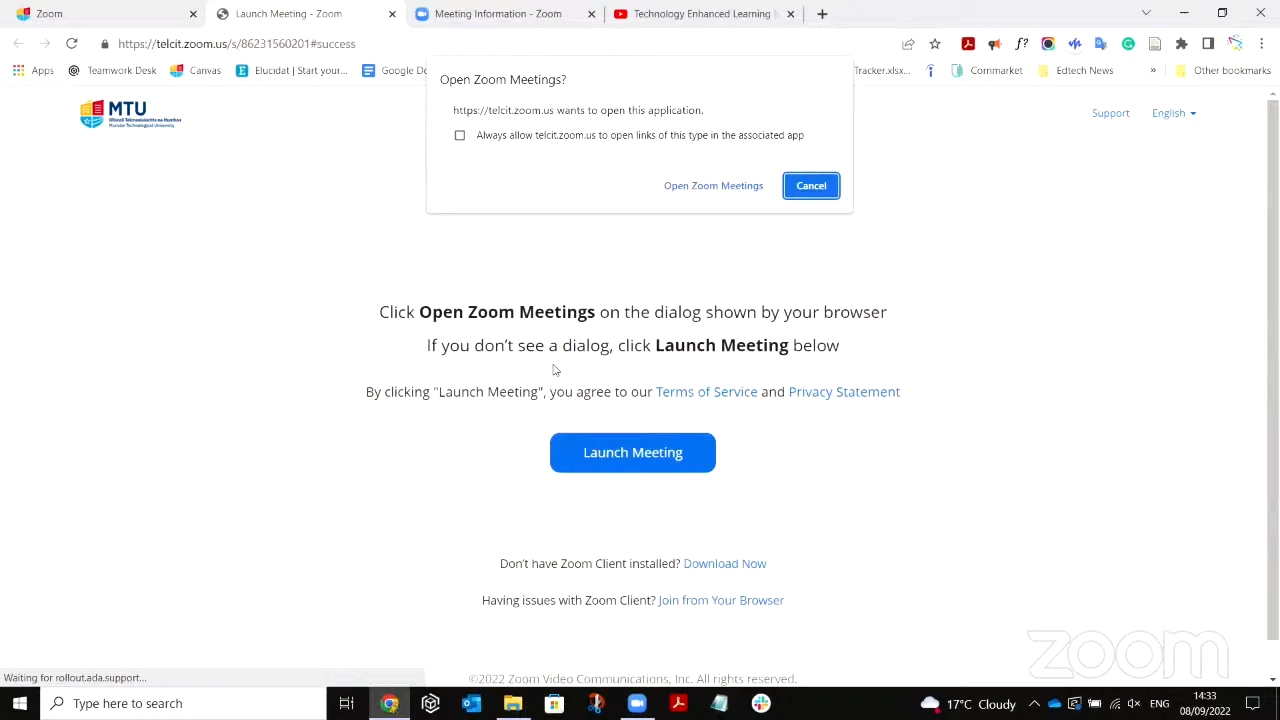 Zoom
Launch Meeting - Zoom
Meeting Information - Zoom
Technology Enhanced Learning
https://telcit.zoom.us/s/86231560201#success
Apps
Teamwork Desk
Canvas
Elucidat | Start your...
Google Do
Tracker.xlsx...
Cornmarket
Edtech News
»
Other bookmarks
Open Zoom Meetings?
https://telcit.zoom.us wants to open this application.
Always allow telcit.zoom.us to open links of this type in the associated app
Open Zoom Meetings
Cancel
MTU
Munster Technological University
Support
English
Click Open Zoom Meetings on the dialog shown by your browser
If you don't see a dialog, click Launch Meeting below
By clicking "Launch Meeting", you agree to our Terms of Service and Privacy Statement
Launch Meeting
Don't have Zoom Client installed? Download Now
Having issues with Zoom Client? Join from Your Browser
zoom
Waiting for rollout.ada.support...
©2022 Zoom Video Communications, Inc. All rights reserved.
Type here to search
17°C Cloudy
ENG
14:33
08/09/2022